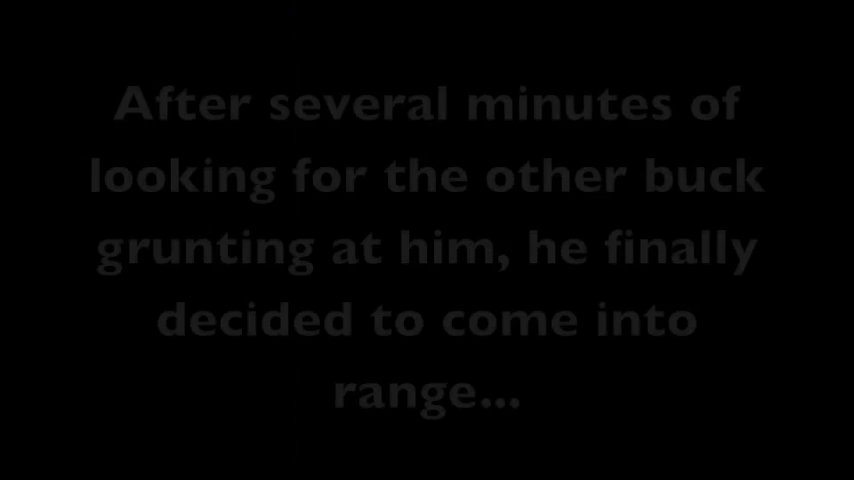 After several minutes of
looking for the other buck
grunting at him, he finally
decided to come into
range...